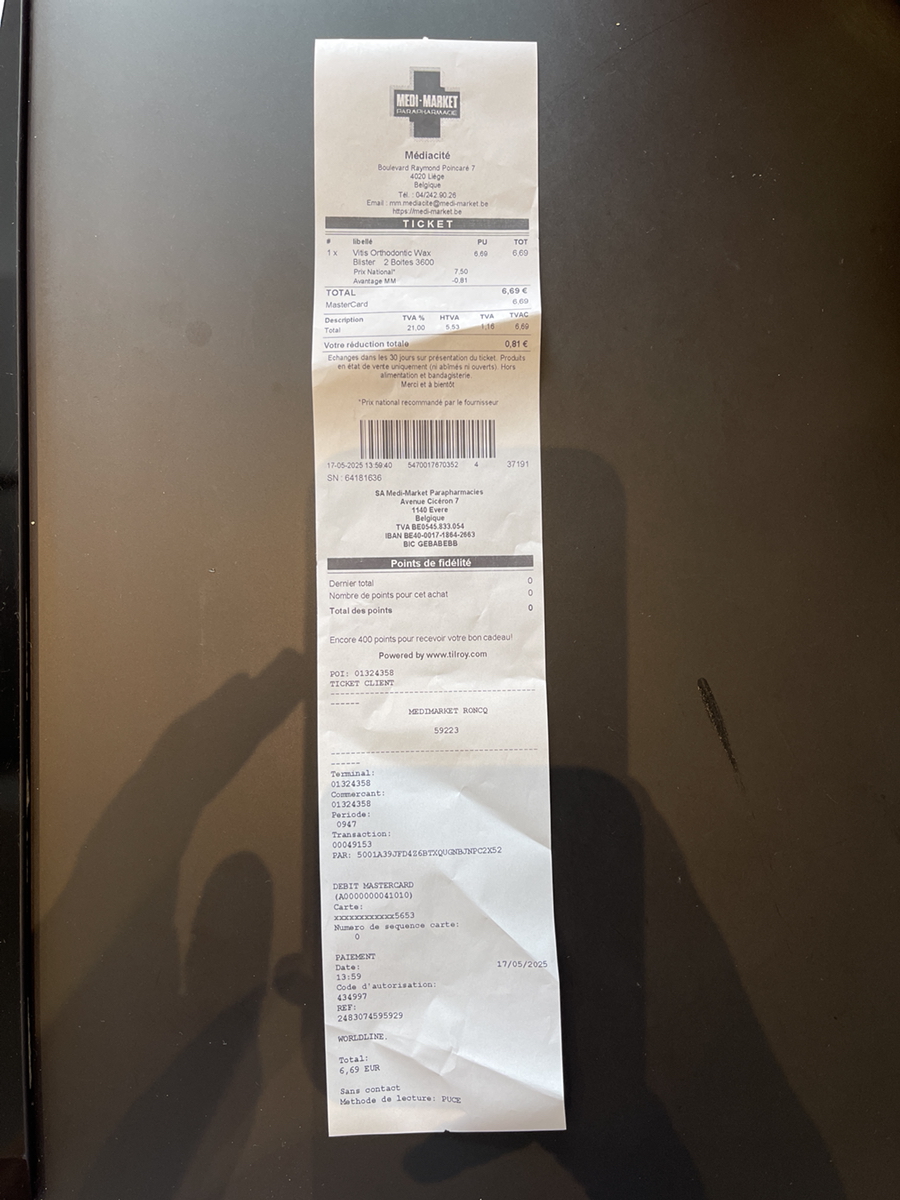 MEDI-MARKET
PARAPHARMACIE
Médiacité
Boulevard Raymond Poincaré 7
4020 Liège
Belgique
Tél. : 04/242.90.26
Email : mm.mediacite@medi-market.be
https://medi-market.be
TICKET
# libellé PU TOT
1 x Vitis Orthodontic Wax 6,69 6,69
Blister 2 Boites 3600
Prix National* 7,50
Avantage MM -0,81
TOTAL 6,69 €
MasterCard 6,69
Description TVA % HTVA TVA TVAC
Total 21,00 5,53 1,16 6,69
Votre réduction totale 0,81 €
Echanges dans les 30 jours sur présentation du ticket. Produits
en état de vente uniquement (ni abîmés ni ouverts). Hors
alimentation et bandagisterie.
Merci et à bientôt
*Prix national recommandé par le fournisseur
17-05-2025 13:59:40 5470017670352 4 37191
SN : 64181636
SA Medi-Market Parapharmacies
Avenue Cicéron 7
1140 Evere
Belgique
TVA BE0545.833.054
IBAN BE40-0017-1864-2663
BIC GEBABEBB
Points de fidélité
Dernier total 0
Nombre de points pour cet achat 0
Total des points 0
Encore 400 points pour recevoir votre bon cadeau!
Powered by www.tilroy.com
POI: 01324358
TICKET CLIENT
------------------------------------------
------
MEDIMARKET RONCQ
59223
------------------------------------------
------
Terminal:
01324358
Commercant:
01324358
Periode:
0947
Transaction:
00049153
PAR: 5001A39JFD4Z6BTXQUGNBJNPC2X52
DEBIT MASTERCARD
(A0000000041010)
Carte:
xxxxxxxxxxxx5653
Numero de sequence carte:
0
PAIEMENT
Date: 17/05/2025
13:59
Code d'autorisation:
434997
REF:
2483074595929
WORLDLINE.
Total:
6,69 EUR
Sans contact
Methode de lecture: PUCE